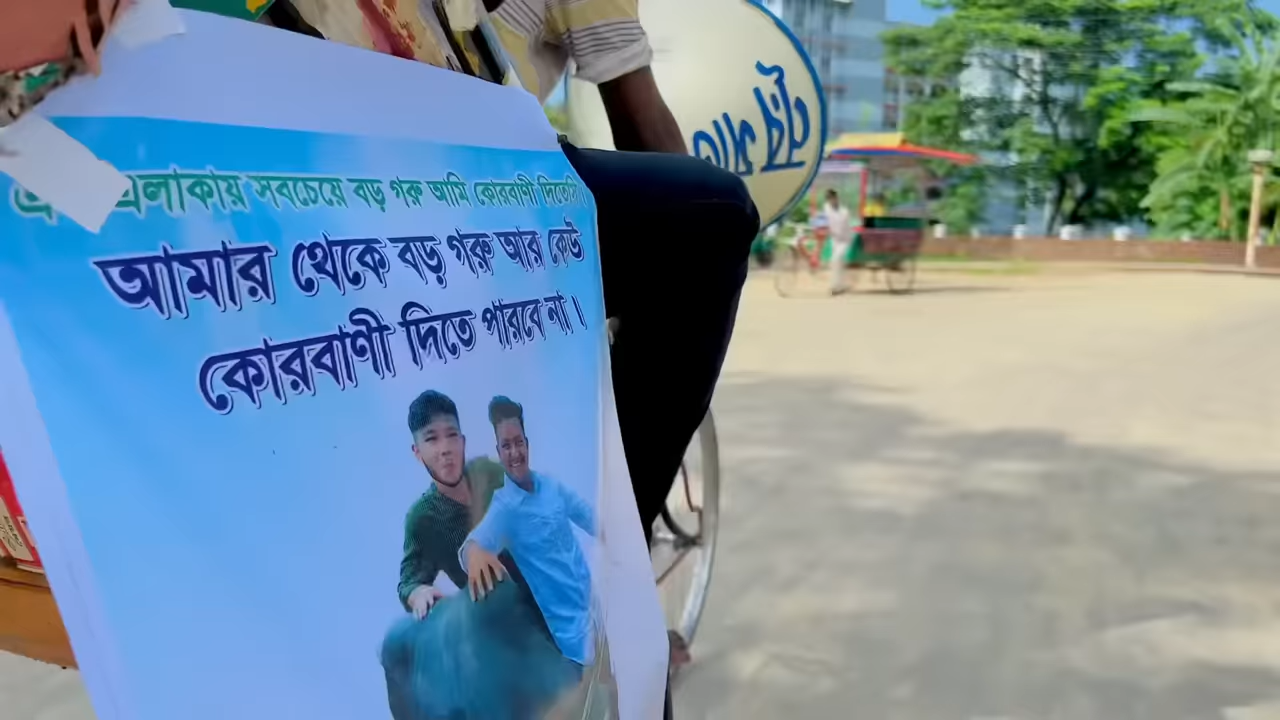 এলাকায় সবচেয়ে বড় গরু আমি কোরবাণী দিতেছি।
আমার থেকে বড় গরু আর কেউ
কোরবাণী দিতে পারবে না।